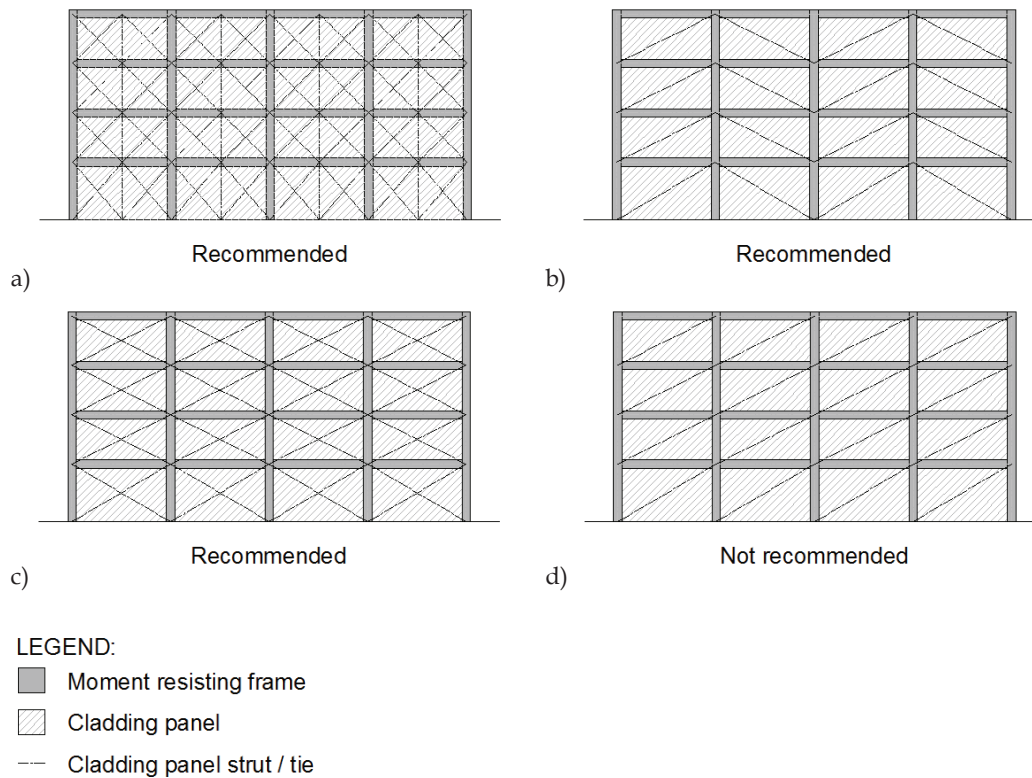 Recommended
a)
Recommended
b)
Recommended
c)
Not recommended
d)
LEGEND:
Moment resisting frame
Cladding panel
Cladding panel strut / tie